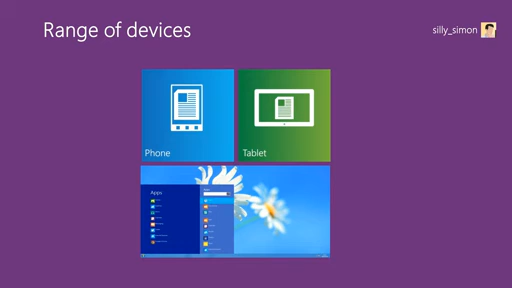 Range of devices
silly_simon
Phone
Tablet
Apps